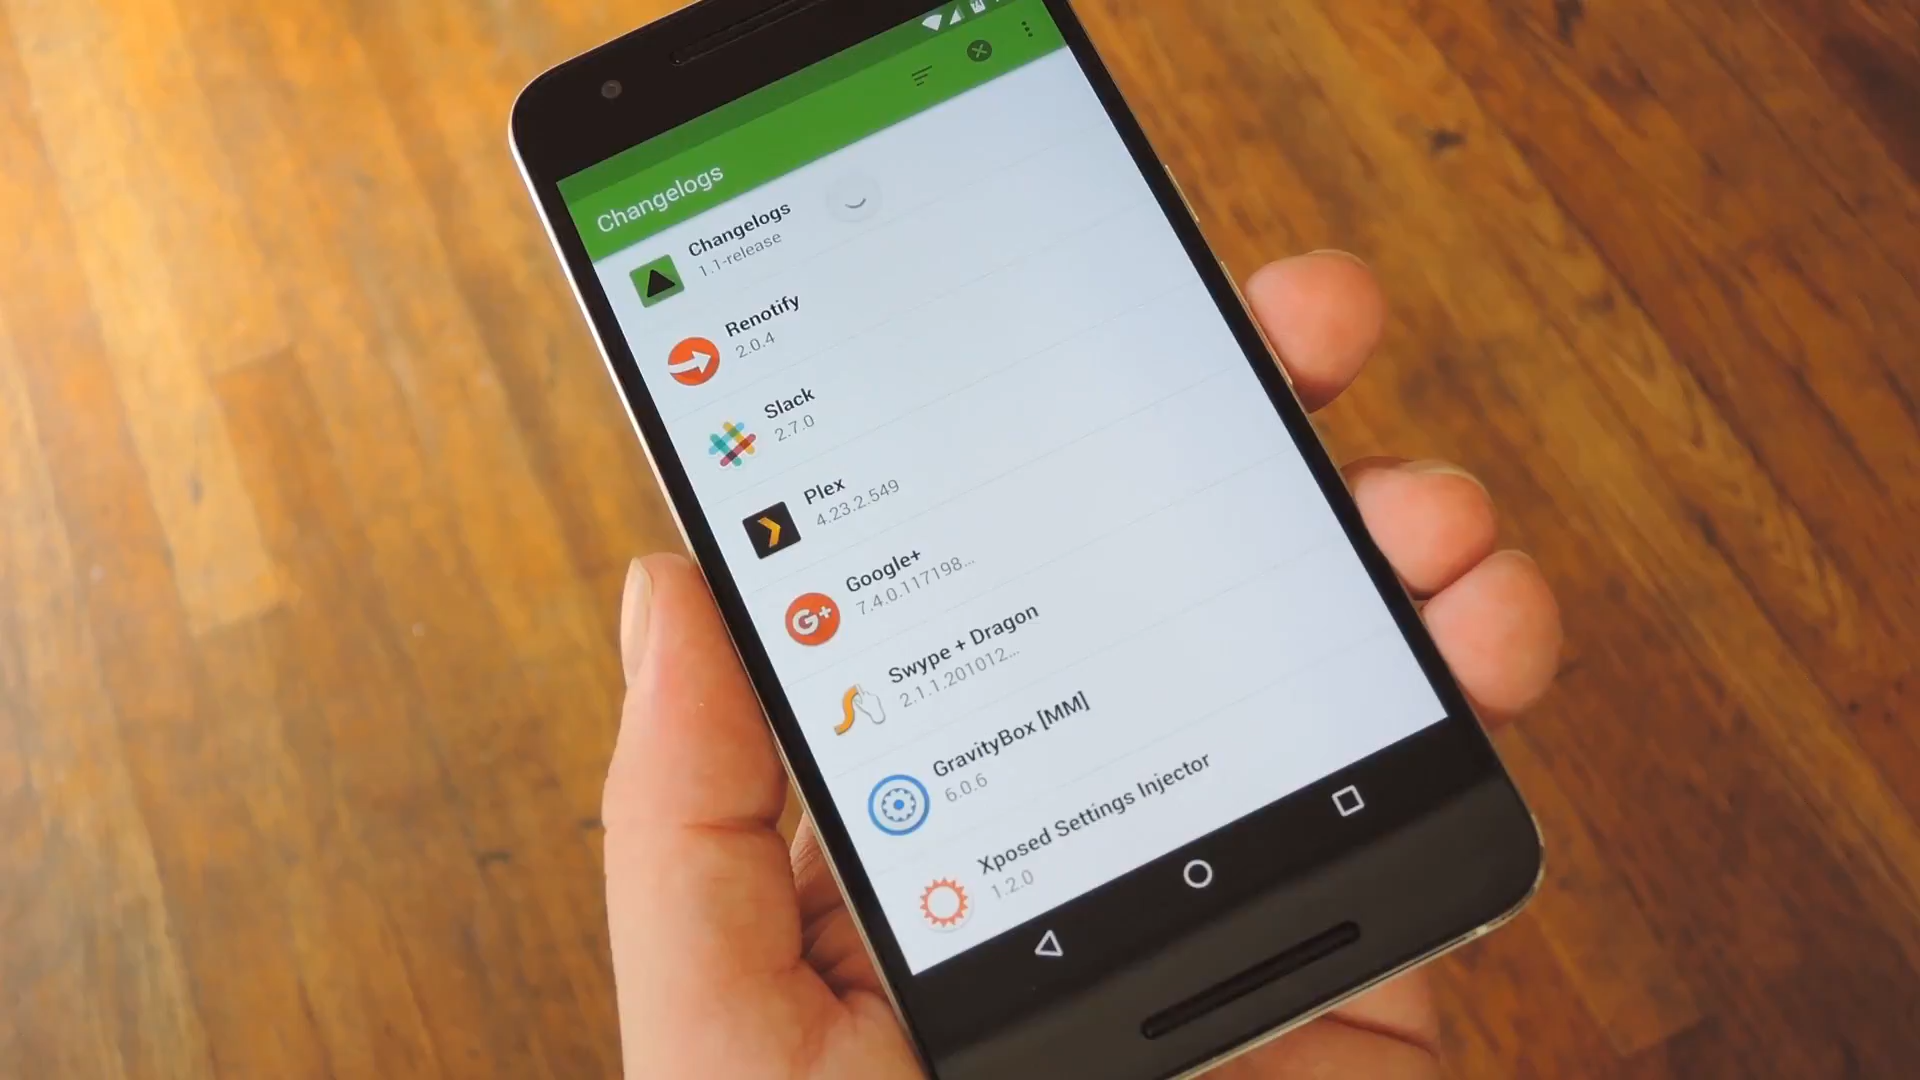 Changelogs
Changelogs
1.1-release
Renotify
2.0.4
Slack
2.7.0
Plex
4.23.2.549
Google+
7.4.0.117198...
G+
Swype + Dragon
2.1.1.201012...
GravityBox [MM]
6.0.6
Xposed Settings Injector
1.2.0